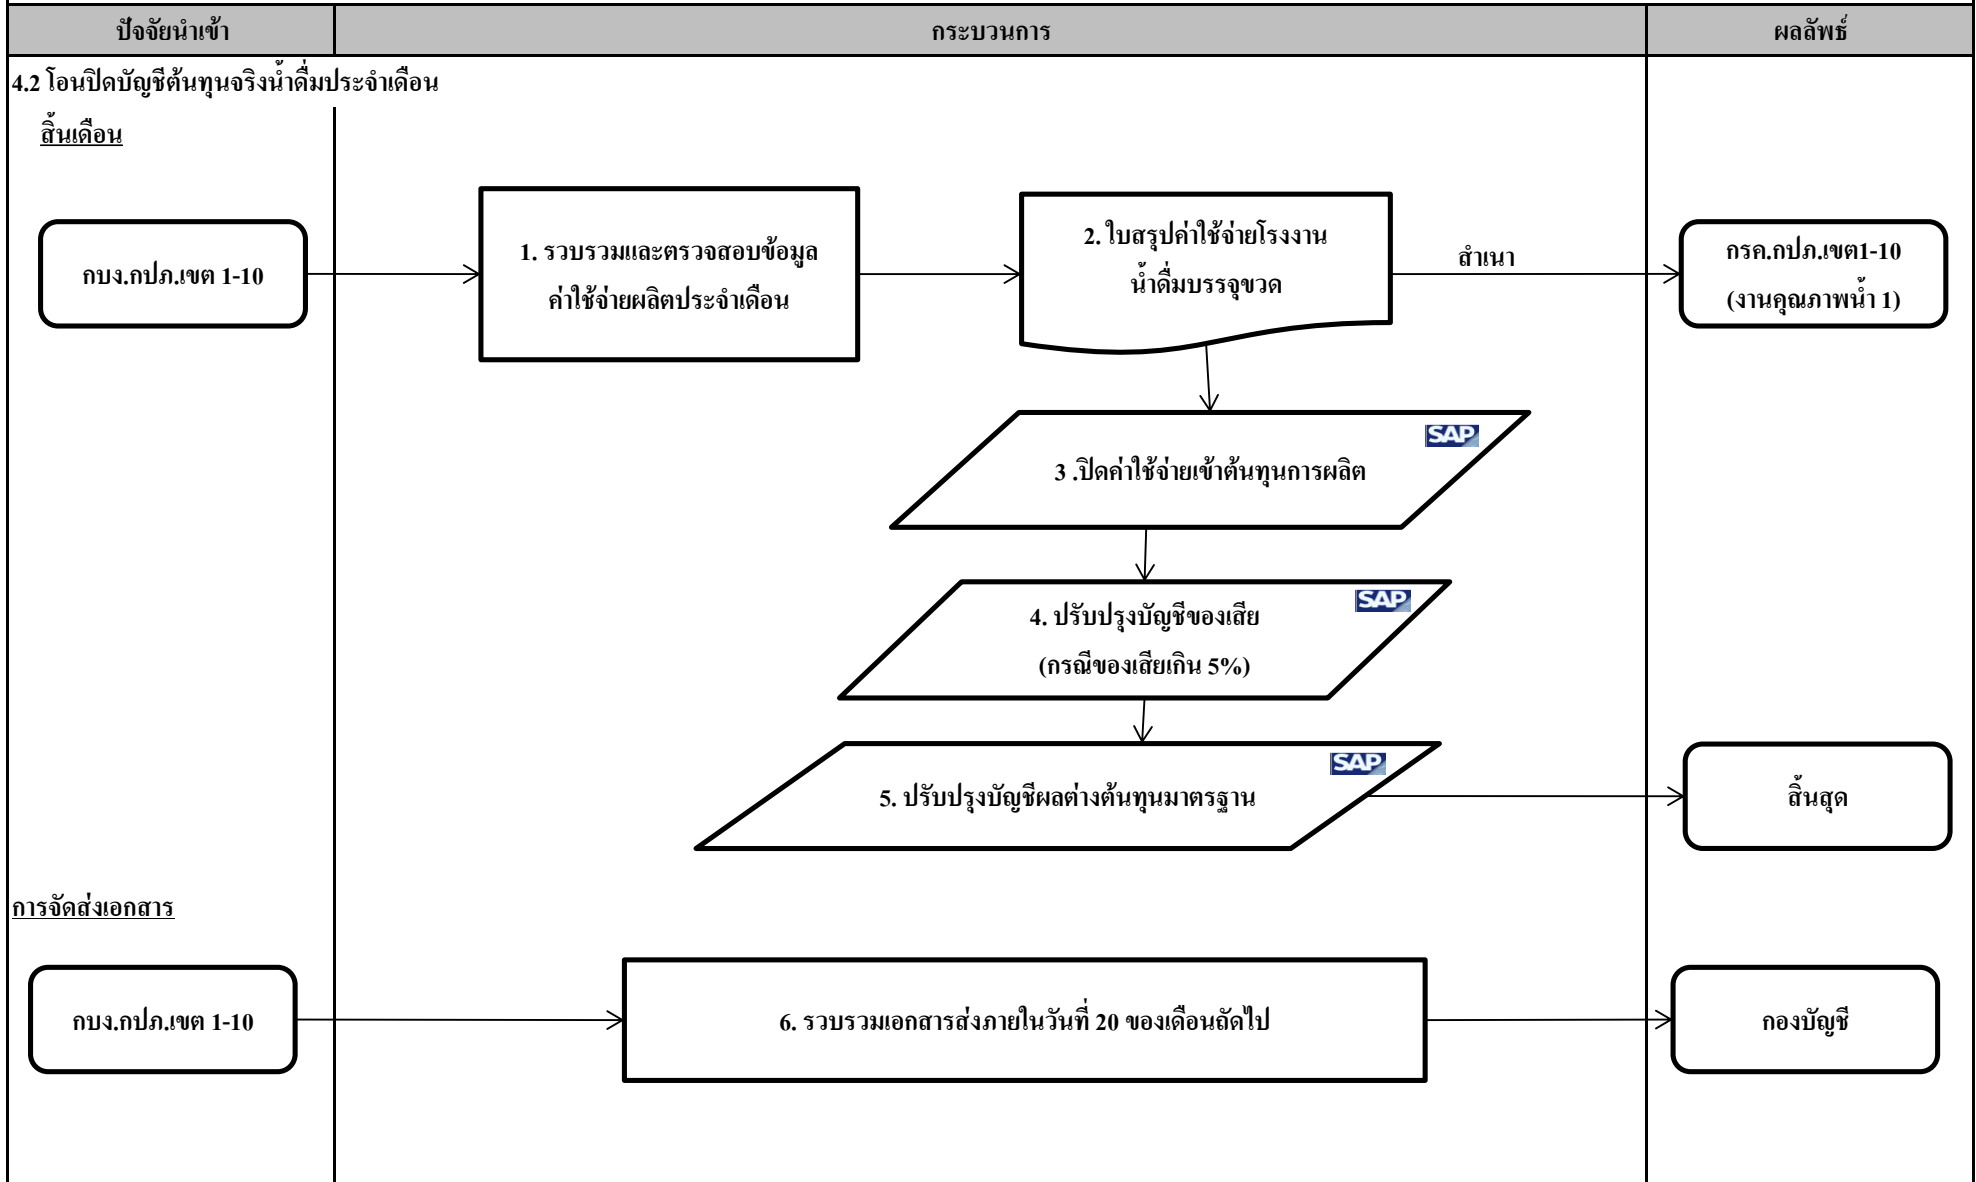 ปัจจัยนำเข้า
กระบวนการ
ผลลัพธ์
4.2 โอนปิดบัญชีต้นทุนจริงน้ำดื่มประจำเดือน
สิ้นเดือน
กบง.กปภ.เขต 1-10
1. รวบรวมและตรวจสอบข้อมูล
ค่าใช้จ่ายผลิตประจำเดือน
2. ใบสรุปค่าใช้จ่ายโรงงาน
น้ำดื่มบรรจุขวด
สำเนา
กรค.กปภ.เขต1-10
(งานคุณภาพน้ำ 1)
SAP
3 .ปิดค่าใช้จ่ายเข้าต้นทุนการผลิต
SAP
4. ปรับปรุงบัญชีของเสีย
(กรณีของเสียเกิน 5%)
SAP
5. ปรับปรุงบัญชีผลต่างต้นทุนมาตรฐาน
สิ้นสุด
การจัดส่งเอกสาร
กบง.กปภ.เขต 1-10
6. รวบรวมเอกสารส่งภายในวันที่ 20 ของเดือนถัดไป
กองบัญชี